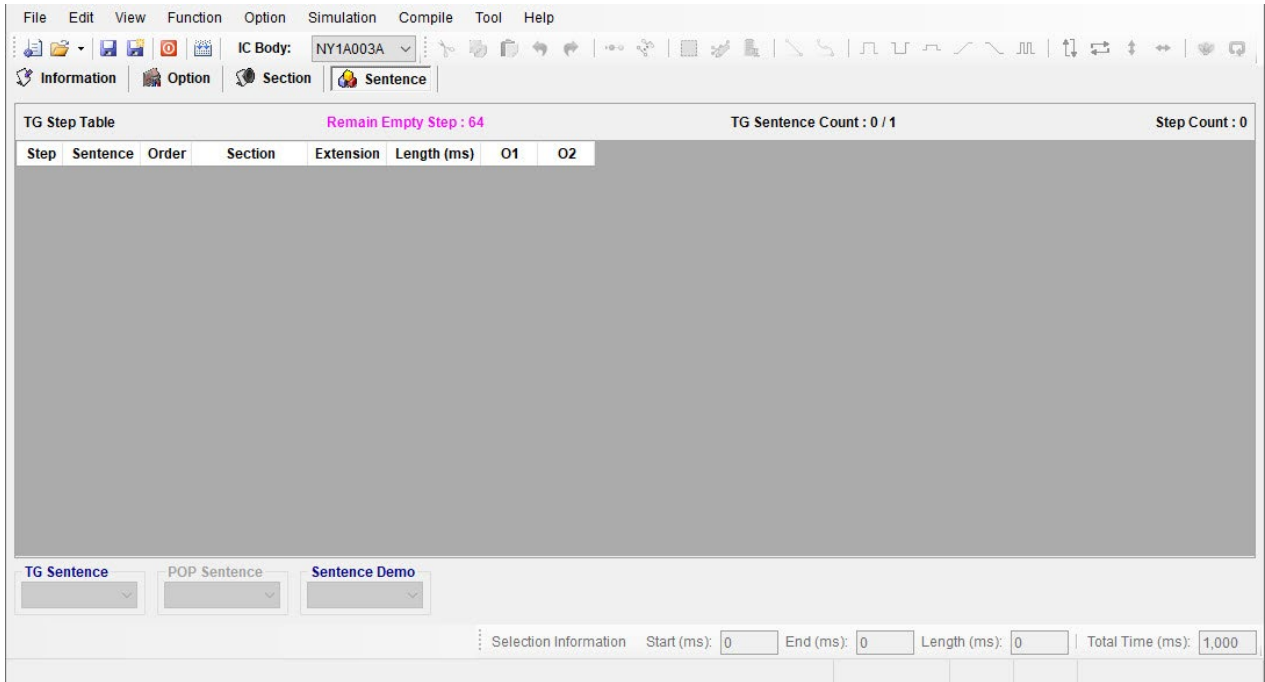 File Edit View Function Option Simulation Compile Tool Help
IC Body: NY1A003A
Information Option Section Sentence
TG Step Table Remain Empty Step : 64 TG Sentence Count : 0 / 1 Step Count : 0
Step Sentence Order Section Extension Length (ms) O1 O2
TG Sentence POP Sentence Sentence Demo
Selection Information Start (ms): 0 End (ms): 0 Length (ms): 0 Total Time (ms): 1,000